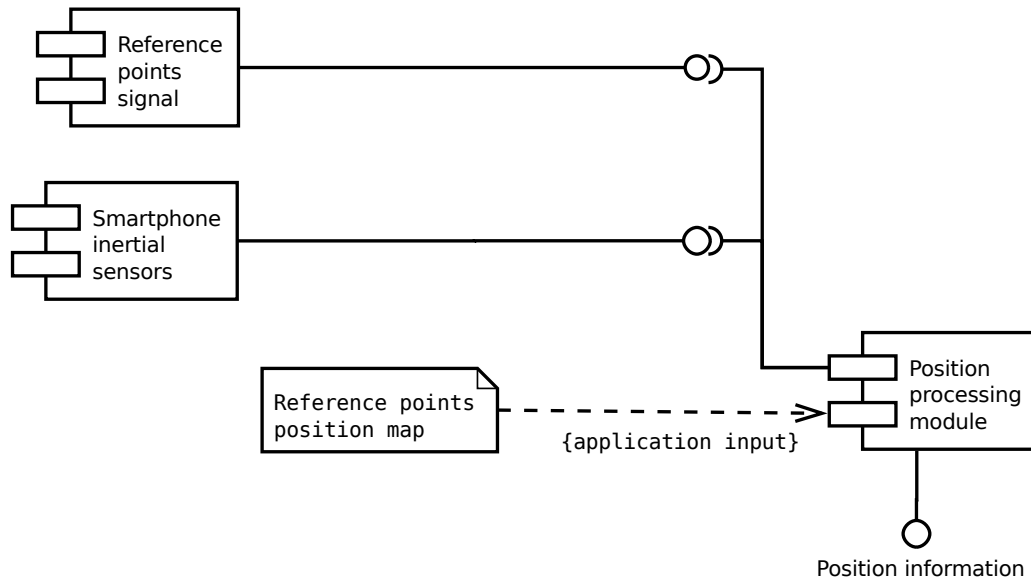 Reference
points
signal
Smartphone
inertial
sensors
Reference points
position map
{application input}
Position
processing
module
Position information